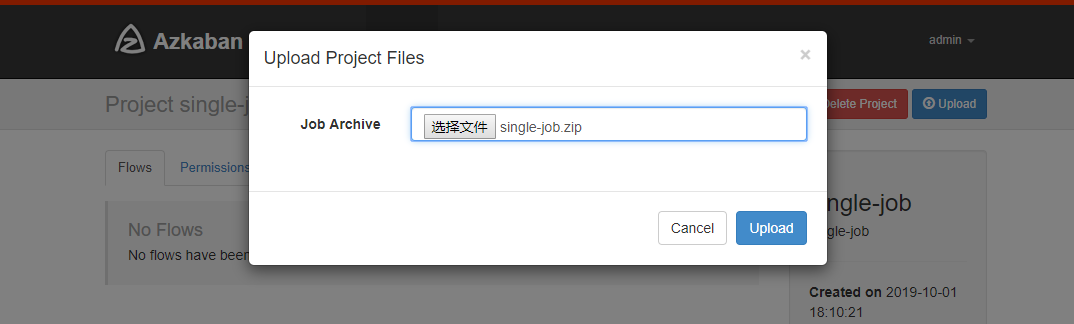 Azkaban
admin
Upload Project Files
×
Project single-j
Delete Project
Upload
Job Archive
选择文件 single-job.zip
Flows
Permissions
No Flows
No flows have been
Cancel
Upload
ngle-job
gle-job
Created on 2019-10-01
18:10:21